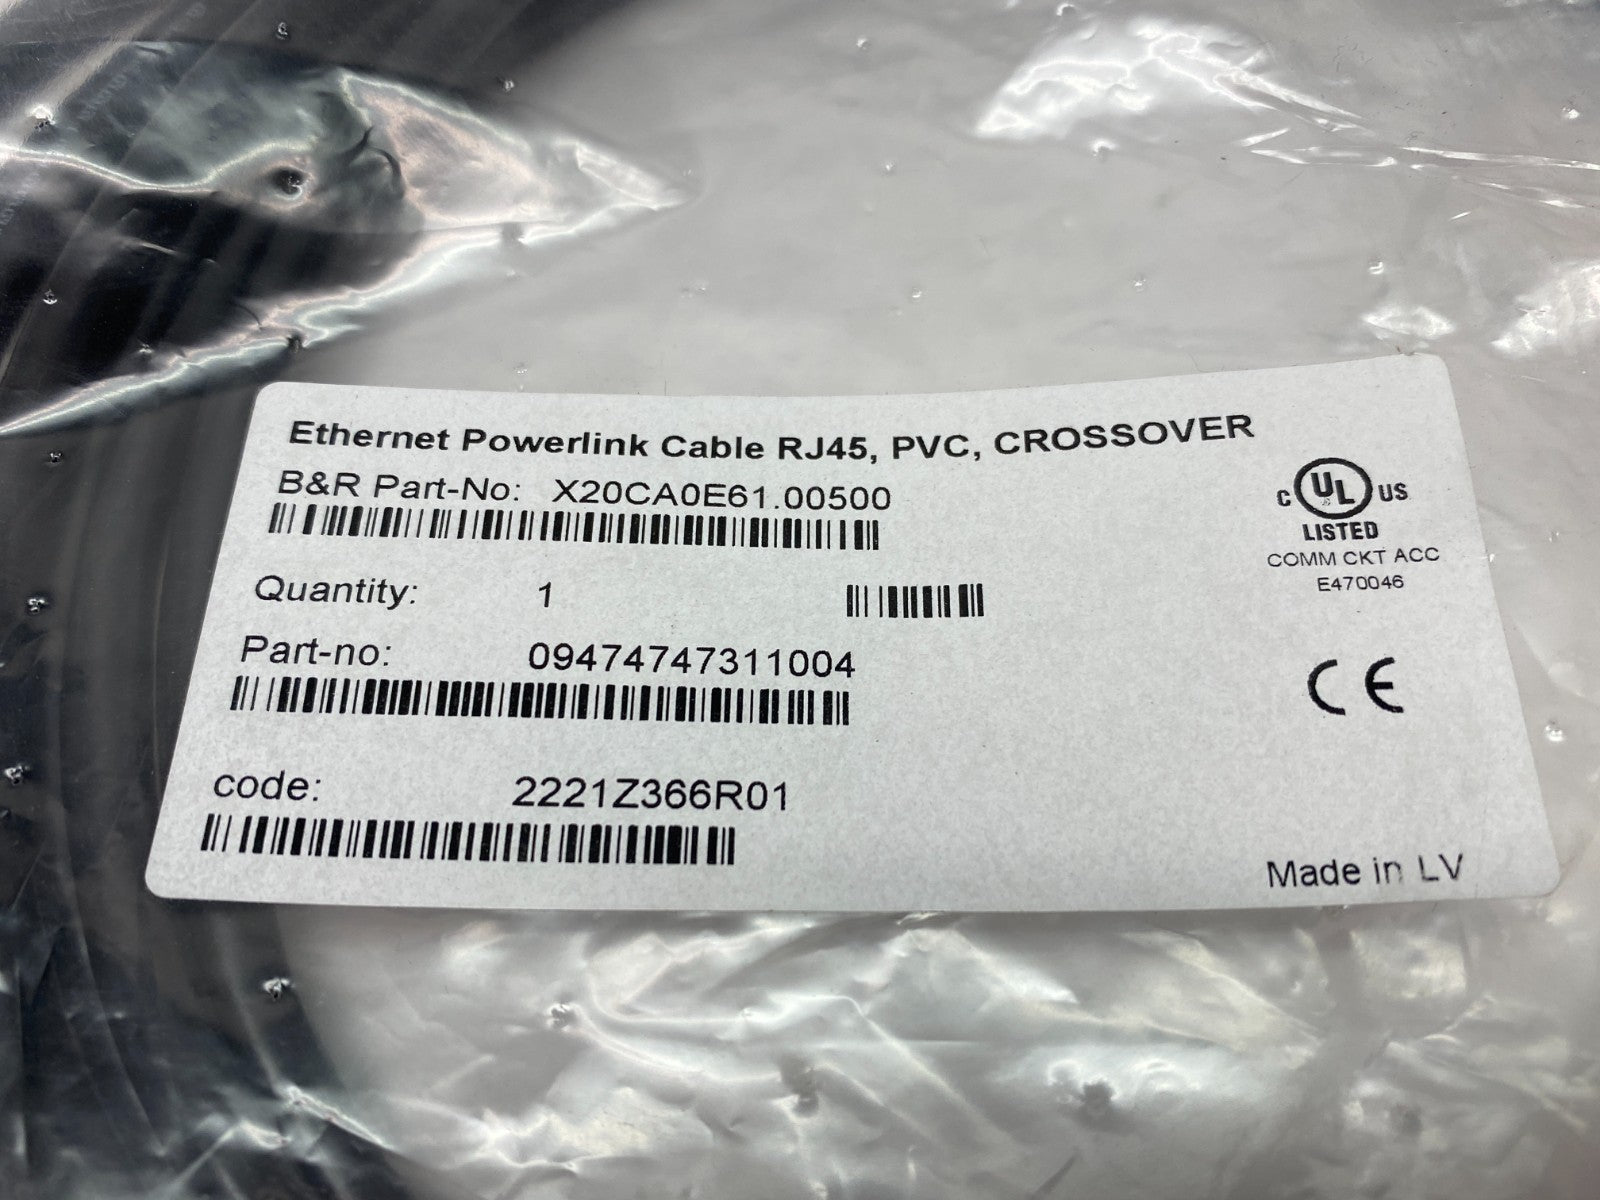 Ethernet Powerlink Cable RJ45, PVC, CROSSOVER
B&R Part-No: X20CA0E61.00500
Quantity: 1
Part-no: 09474747311004
code: 2221Z366R01
C UL US
LISTED
COMM CKT ACC
E470046
CE
Made in LV